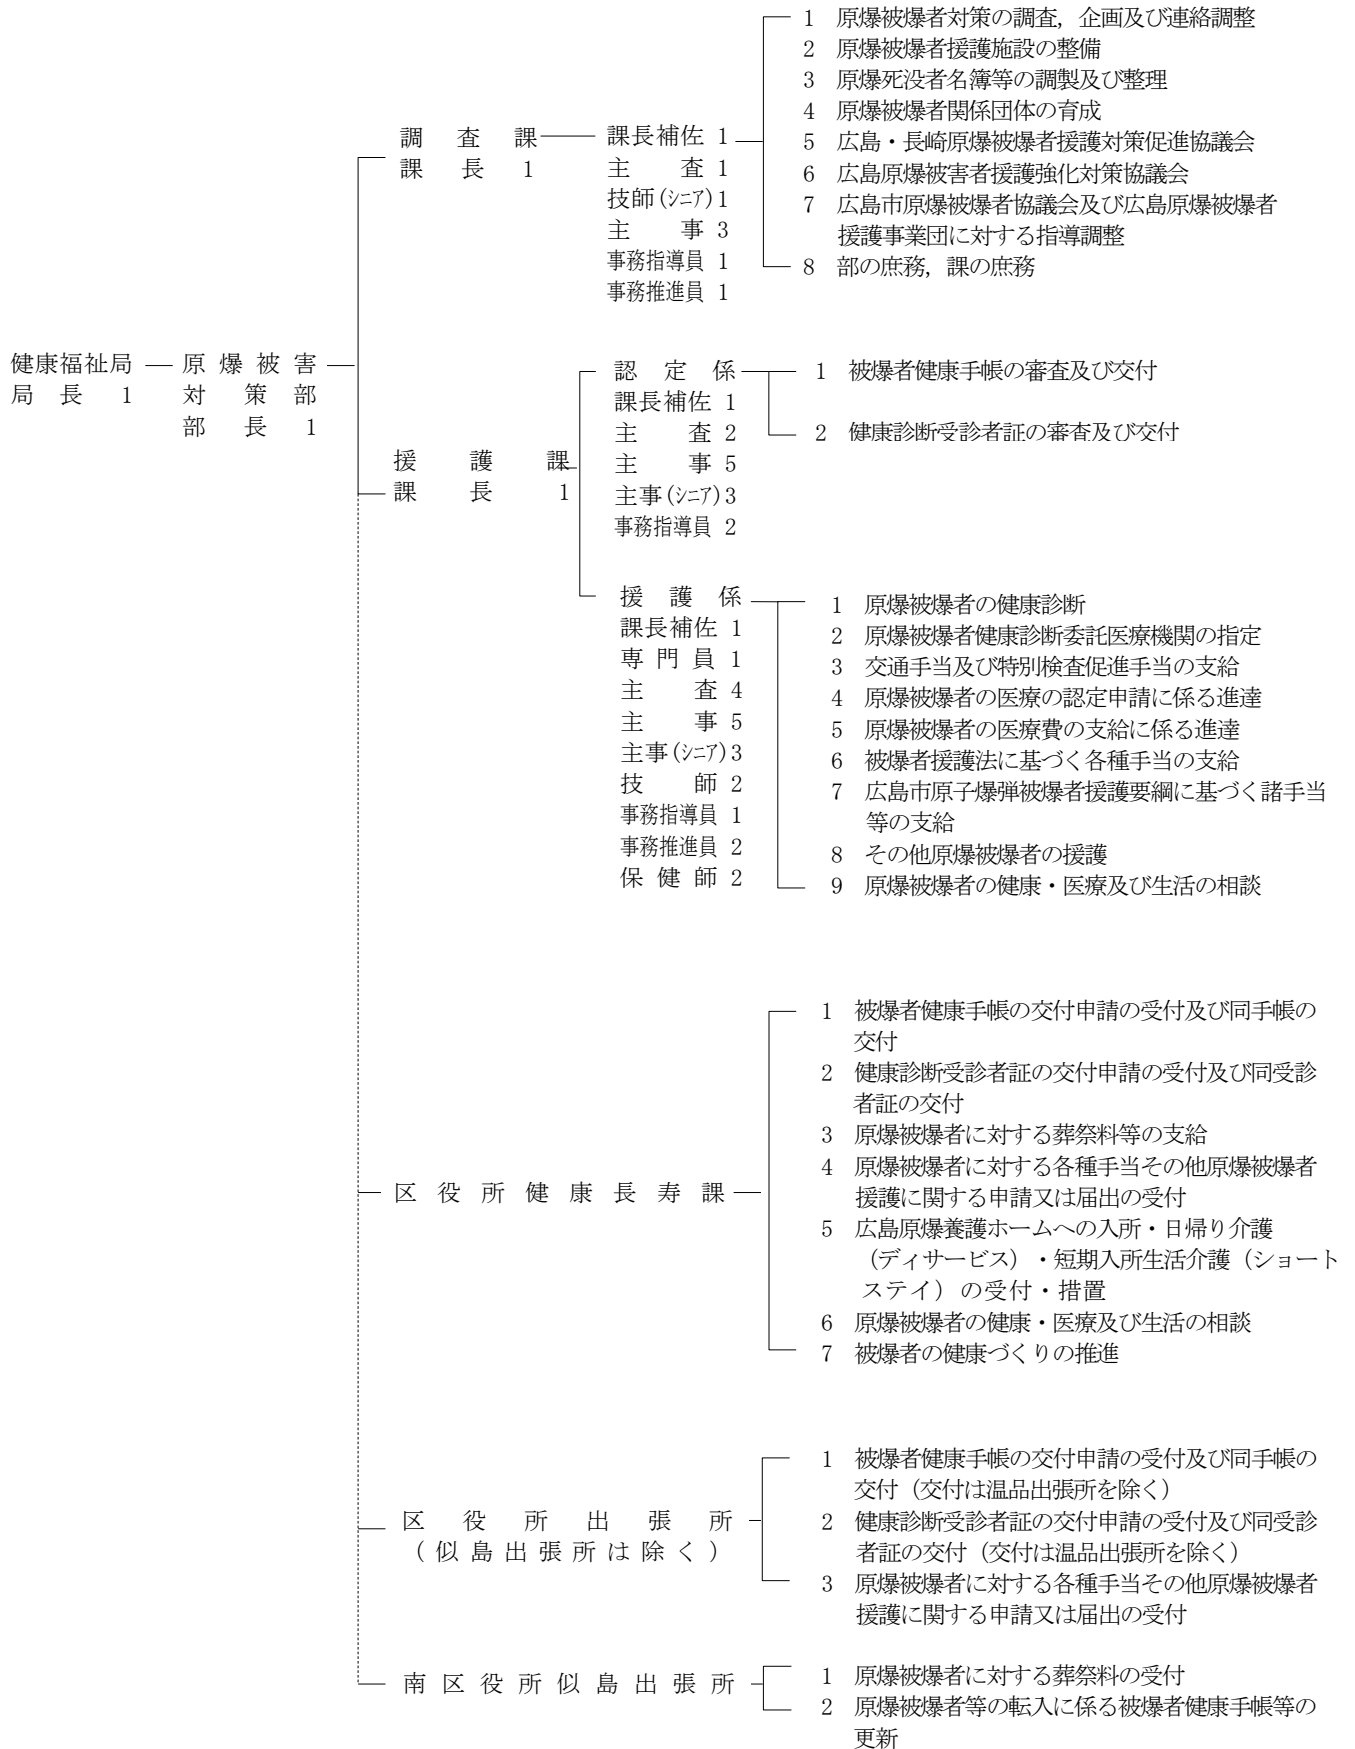 健康福祉局
局長 1
原爆被害
対策部
部長 1
調査課
課長 1
課長補佐 1
主査 1
技師(シニア)1
主事 3
事務指導員 1
事務推進員 1
1 原爆被爆者対策の調査，企画及び連絡調整
2 原爆被爆者援護施設の整備
3 原爆死没者名簿等の調製及び整理
4 原爆被爆者関係団体の育成
5 広島・長崎原爆被爆者援護対策促進協議会
6 広島原爆被害者援護強化対策協議会
7 広島市原爆被爆者協議会及び広島原爆被爆者
援護事業団に対する指導調整
8 部の庶務，課の庶務
援護課
課長 1
認定係
課長補佐 1
主査 2
主事 5
主事(シニア)3
事務指導員 2
1 被爆者健康手帳の審査及び交付
2 健康診断受診者証の審査及び交付
援護係
課長補佐 1
専門員 1
主査 4
主事 5
主事(シニア)3
技師 2
事務指導員 1
事務推進員 2
保健師 2
1 原爆被爆者の健康診断
2 原爆被爆者健康診断委託医療機関の指定
3 交通手当及び特別検査促進手当の支給
4 原爆被爆者の医療の認定申請に係る進達
5 原爆被爆者の医療費の支給に係る進達
6 被爆者援護法に基づく各種手当の支給
7 広島市原子爆弾被爆者援護要綱に基づく諸手当
等の支給
8 その他原爆被爆者の援護
9 原爆被爆者の健康・医療及び生活の相談
区役所健康長寿課
1 被爆者健康手帳の交付申請の受付及び同手帳の
交付
2 健康診断受診者証の交付申請の受付及び同受診
者証の交付
3 原爆被爆者に対する葬祭料等の支給
4 原爆被爆者に対する各種手当その他原爆被爆者
援護に関する申請又は届出の受付
5 広島原爆養護ホームへの入所・日帰り介護
（ディサービス）・短期入所生活介護（ショート
ステイ）の受付・措置
6 原爆被爆者の健康・医療及び生活の相談
7 被爆者の健康づくりの推進
区役所出張所
（似島出張所は除く）
1 被爆者健康手帳の交付申請の受付及び同手帳の
交付（交付は温品出張所を除く）
2 健康診断受診者証の交付申請の受付及び同受診
者証の交付（交付は温品出張所を除く）
3 原爆被爆者に対する各種手当その他原爆被爆者
援護に関する申請又は届出の受付
南区役所似島出張所
1 原爆被爆者に対する葬祭料の受付
2 原爆被爆者等の転入に係る被爆者健康手帳等の
更新